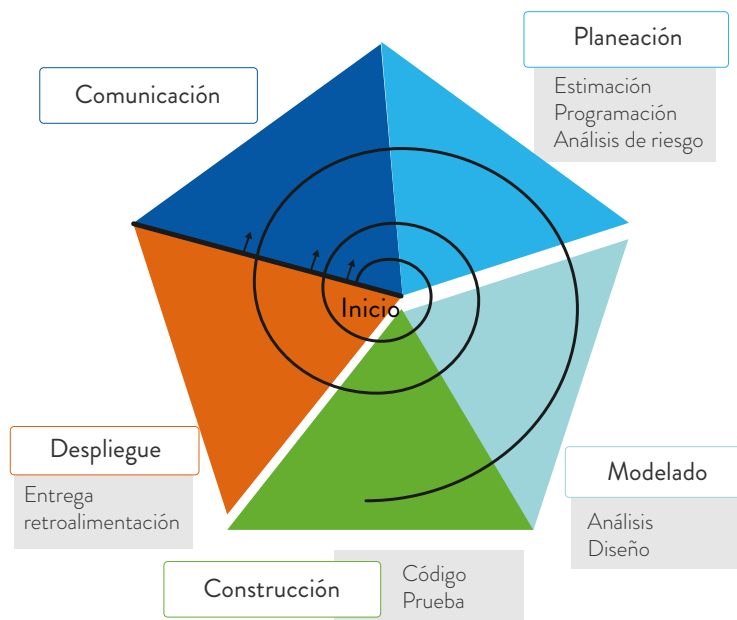 Comunicación
Planeación
Estimación
Programación
Análisis de riesgo
Inicio
Despliegue
Entrega
retroalimentación
Modelado
Análisis
Diseño
Construcción
Código
Prueba